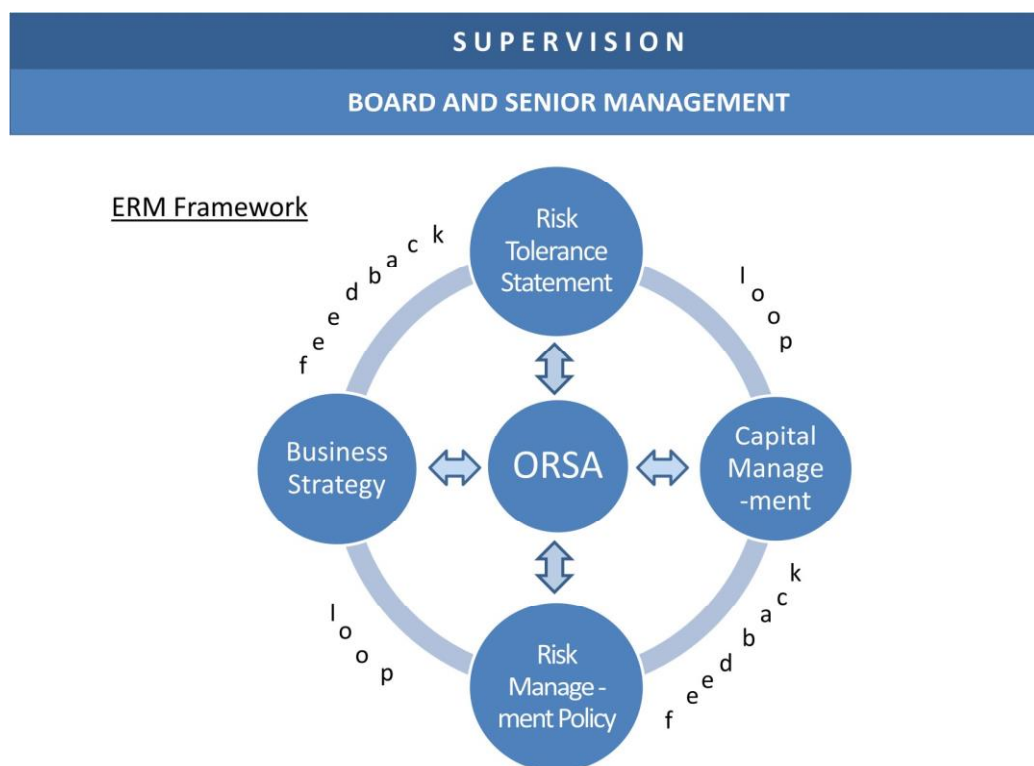 SUPERVISION
BOARD AND SENIOR MANAGEMENT
ERM Framework
Risk
Tolerance
Statement
feedback
loop
Business
Strategy
ORSA
Capital
Manage
-ment
loop
feedback
Risk
Manage -
ment Policy